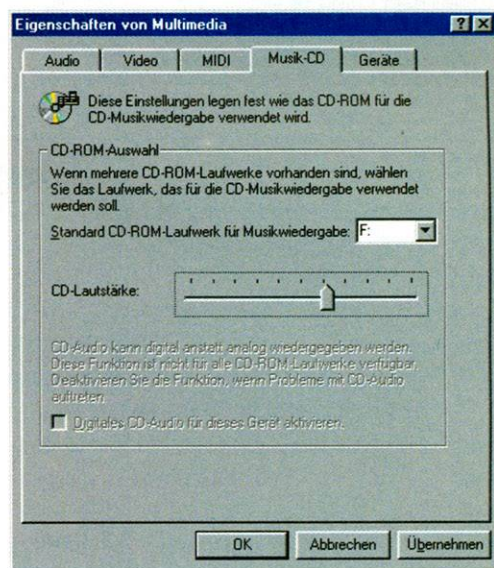 Eigenschaften von Multimedia
Audio Video MIDI Musik-CD Geräte
Diese Einstellungen legen fest wie das CD-ROM für die
CD-Musikwiedergabe verwendet wird.
CD-ROM-Auswahl
Wenn mehrere CD-ROM-Laufwerke vorhanden sind, wählen
Sie das Laufwerk, das für die CD-Musikwiedergabe verwendet
werden soll.
Standard CD-ROM-Laufwerk für Musikwiedergabe: F:
CD-Lautstärke:
CD-Audio kann digital anstatt analog wiedergegeben werden.
Diese Funktion ist nicht für alle CD-ROM-Laufwerke verfügbar.
Deaktivieren Sie die Funktion, wenn Probleme mit CD-Audio
auftreten.
Digitales CD-Audio für dieses Gerät aktivieren.
OK Abbrechen Übernehmen